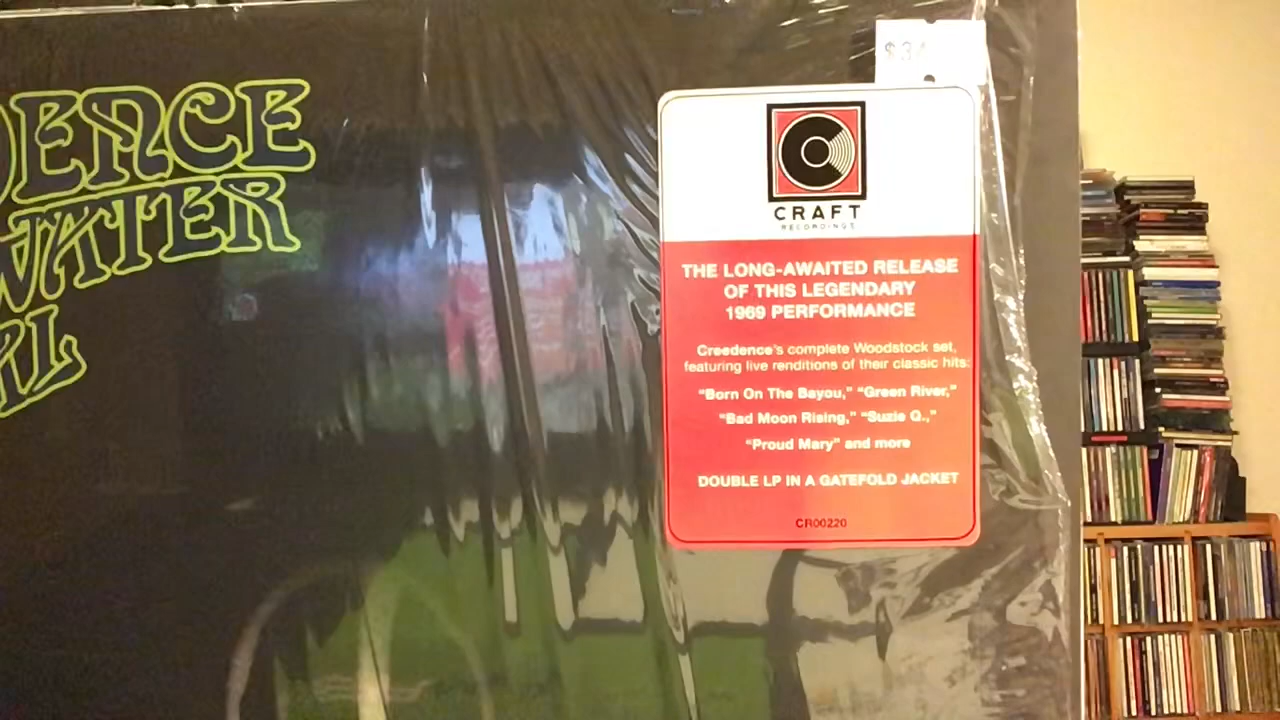 DENCE
WATER
$3
CRAFT
RECORDINGS
THE LONG-AWAITED RELEASE
OF THIS LEGENDARY
1969 PERFORMANCE
Creedence's complete Woodstock set,
featuring live renditions of their classic hits:
"Born On The Bayou," "Green River,"
"Bad Moon Rising," "Suzie Q.,"
"Proud Mary" and more
DOUBLE LP IN A GATEFOLD JACKET
CR00220